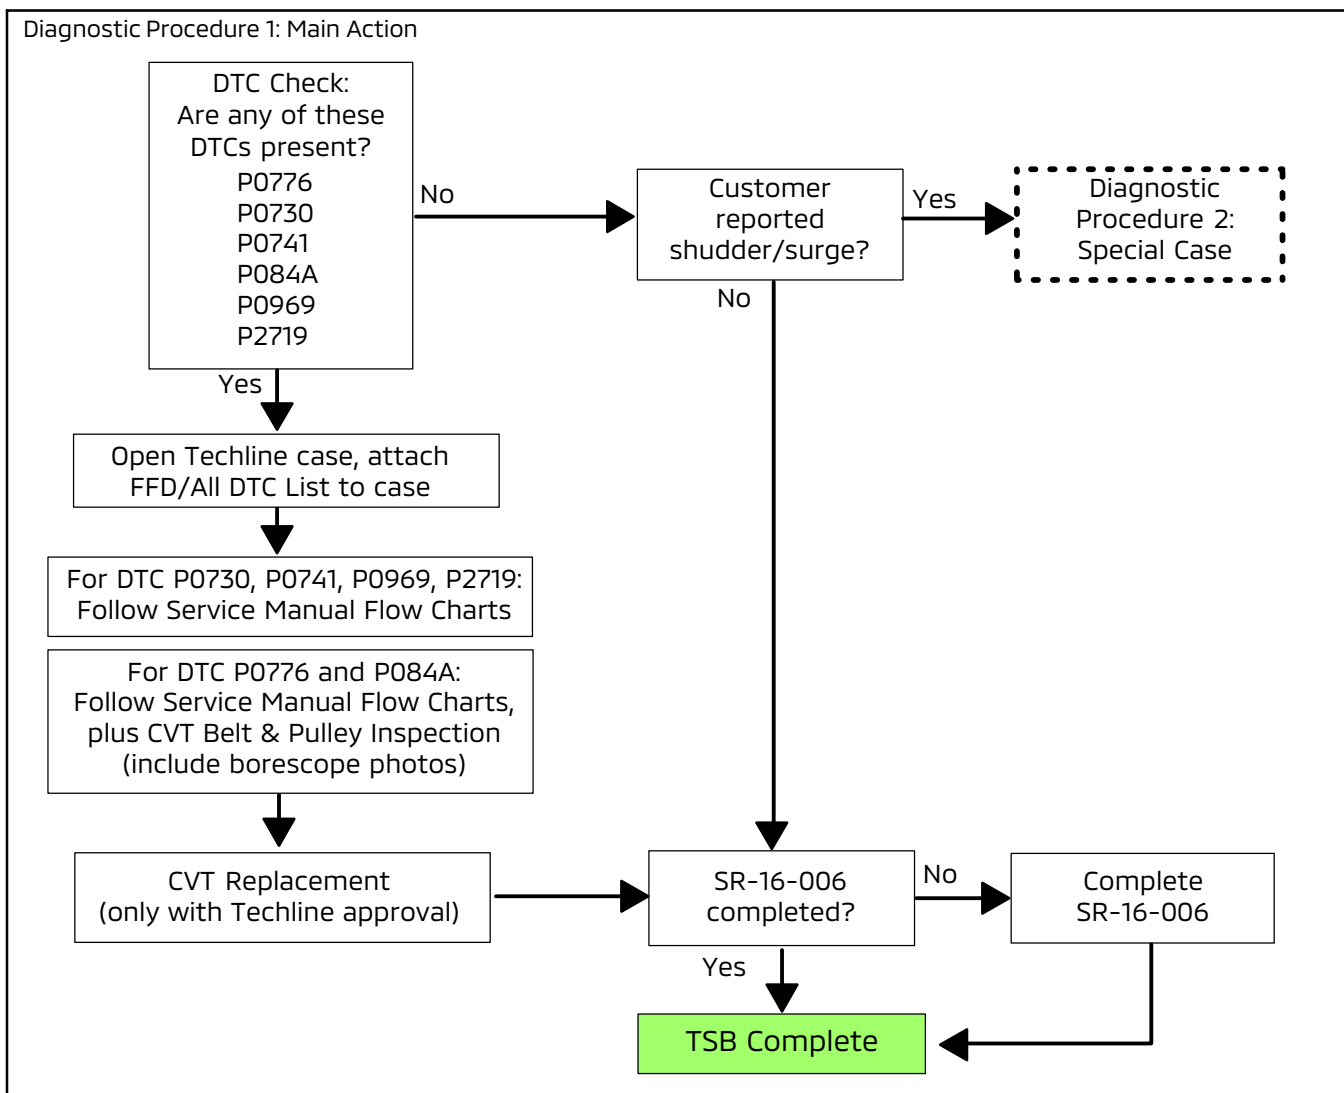 Diagnostic Procedure 1: Main Action
DTC Check:
Are any of these
DTCs present?
P0776
P0730
P0741
P084A
P0969
P2719
No
Customer
reported
shudder/surge?
Yes
Diagnostic
Procedure 2:
Special Case
No
Yes
Open Techline case, attach
FFD/All DTC List to case
For DTC P0730, P0741, P0969, P2719:
Follow Service Manual Flow Charts
For DTC P0776 and P084A:
Follow Service Manual Flow Charts,
plus CVT Belt & Pulley Inspection
(include borescope photos)
CVT Replacement
(only with Techline approval)
SR-16-006
completed?
No
Complete
SR-16-006
Yes
TSB Complete